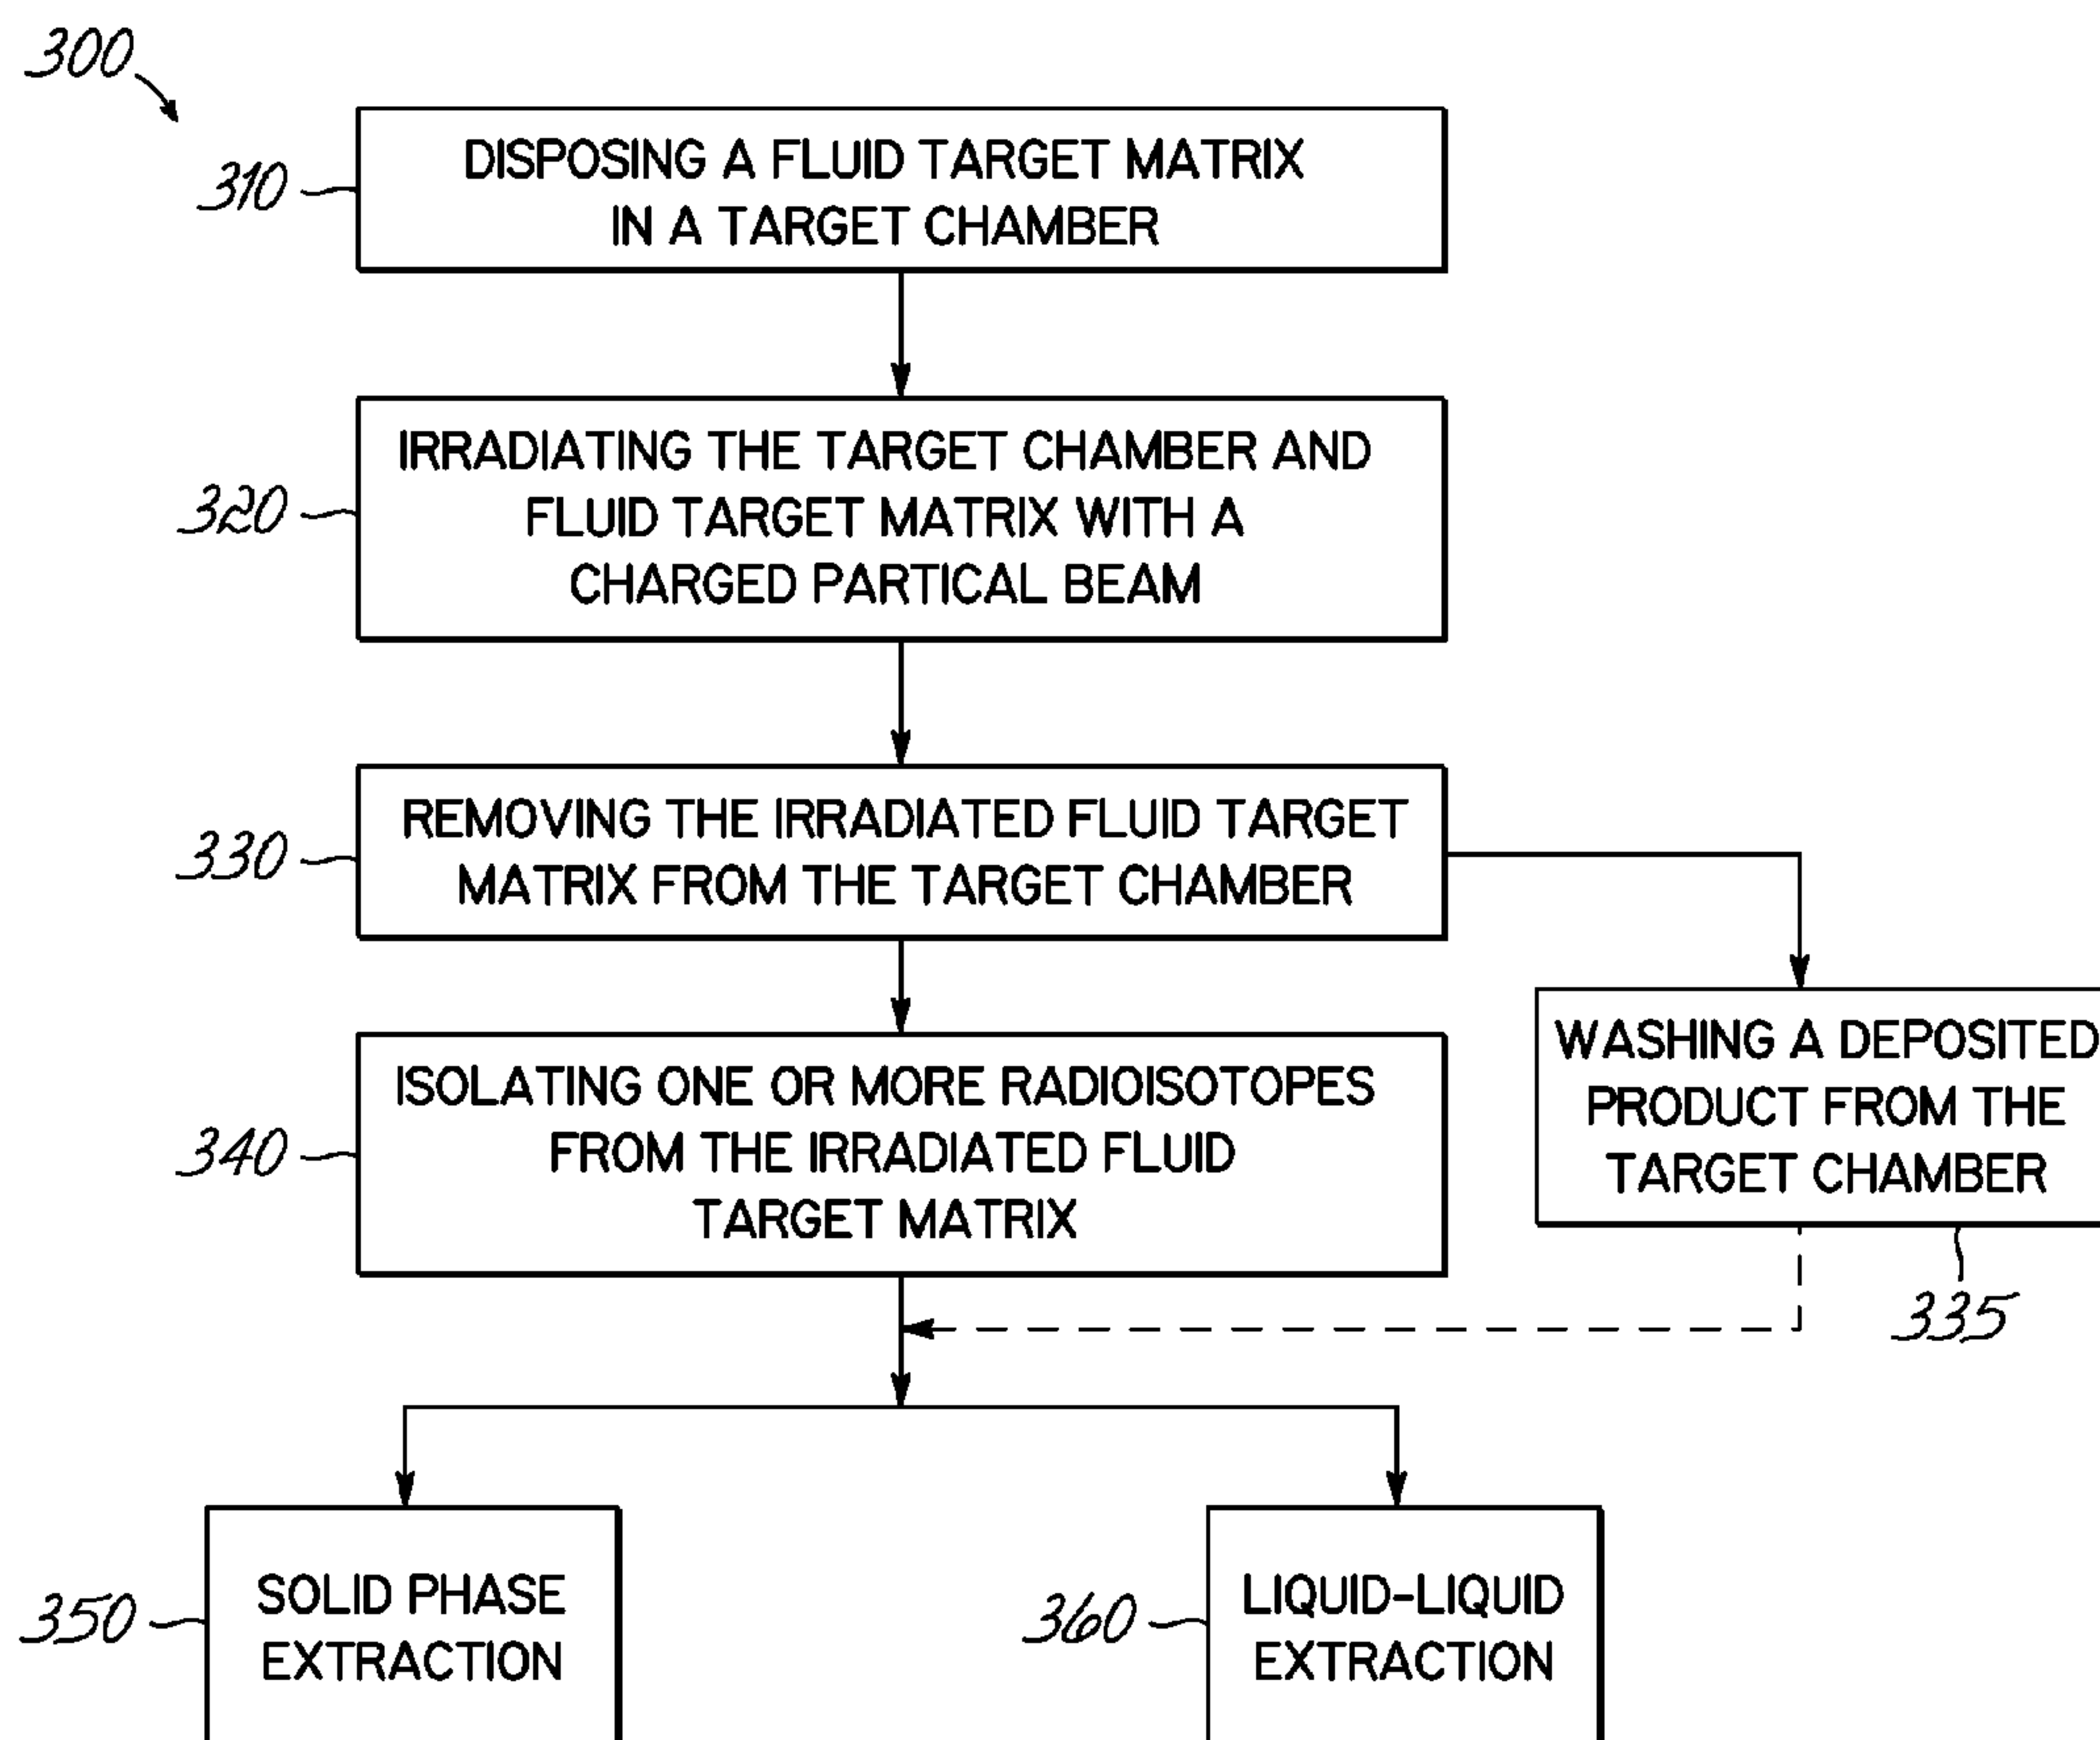 300
310
DISPOSING A FLUID TARGET MATRIX
IN A TARGET CHAMBER
320
IRRADIATING THE TARGET CHAMBER AND
FLUID TARGET MATRIX WITH A
CHARGED PARTICAL BEAM
330
REMOVING THE IRRADIATED FLUID TARGET
MATRIX FROM THE TARGET CHAMBER
340
ISOLATING ONE OR MORE RADIOISOTOPES
FROM THE IRRADIATED FLUID
TARGET MATRIX
WASHING A DEPOSITED
PRODUCT FROM THE
TARGET CHAMBER
335
350
SOLID PHASE
EXTRACTION
360
LIQUID-LIQUID
EXTRACTION